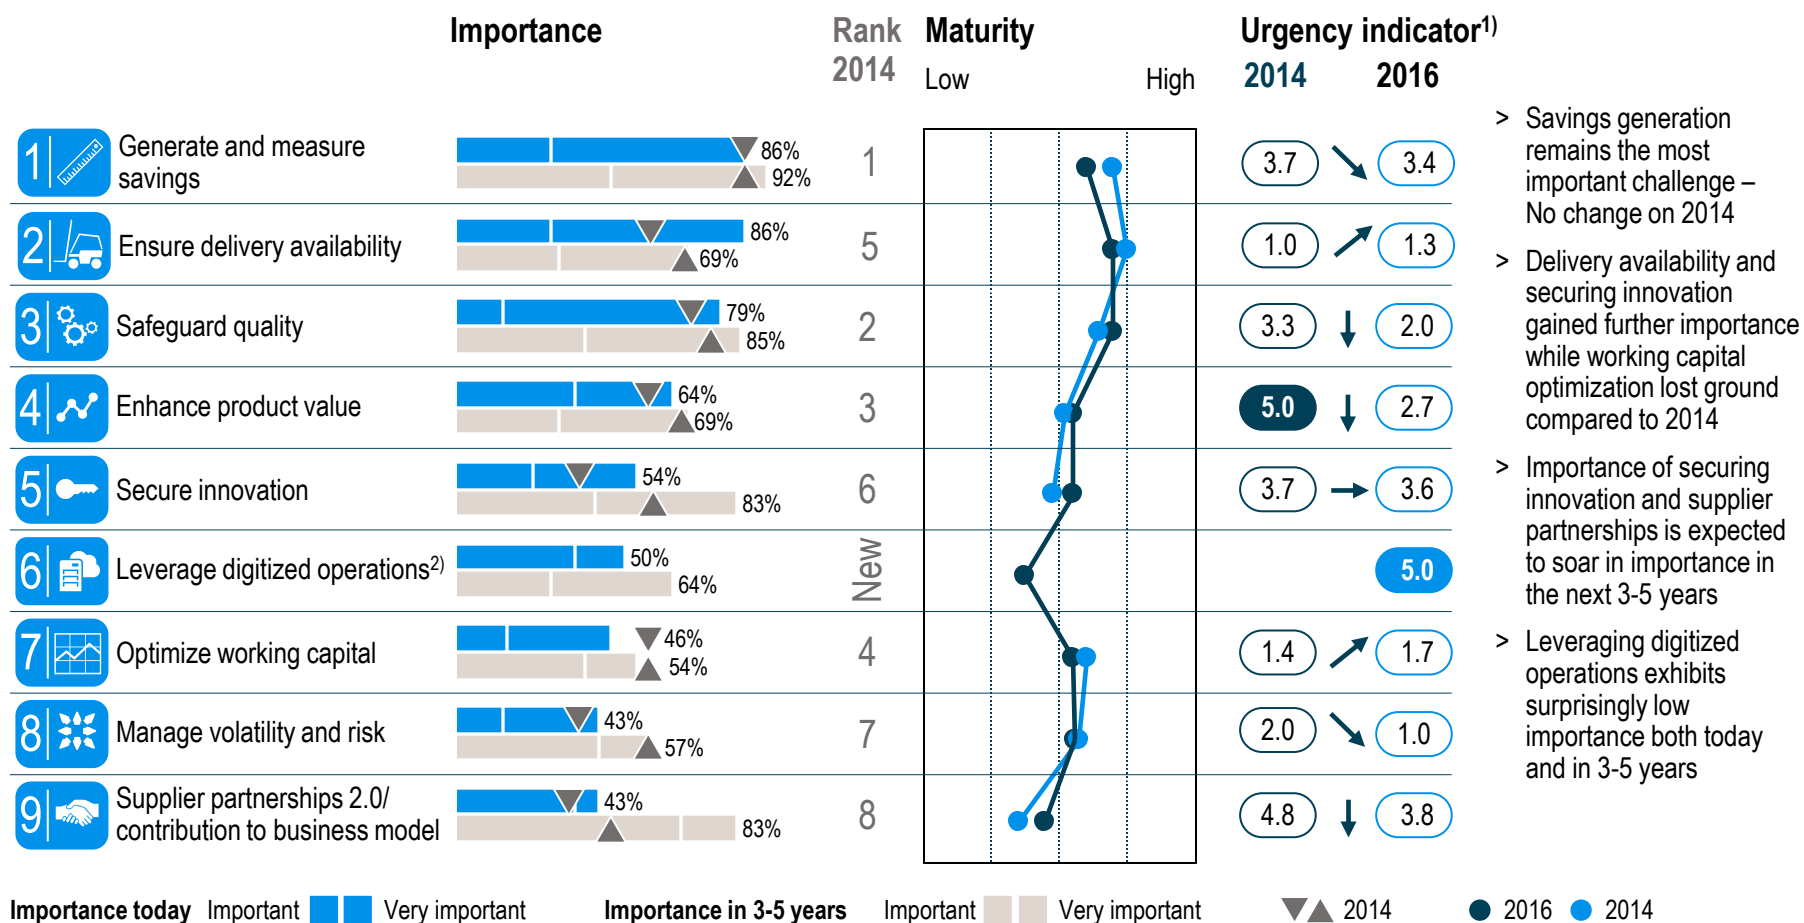 Importance
Rank
2014
Maturity
Low
High
Urgency indicator1)
2014
2016
1
Generate and measure
savings
86%
92%
1
3.7
3.4
2
Ensure delivery availability
86%
69%
5
1.0
1.3
3
Safeguard quality
79%
85%
2
3.3
2.0
4
Enhance product value
64%
69%
3
5.0
2.7
5
Secure innovation
54%
83%
6
3.7
3.6
6
Leverage digitized operations2)
50%
64%
New
5.0
7
Optimize working capital
46%
54%
4
1.4
1.7
8
Manage volatility and risk
43%
57%
7
2.0
1.0
9
Supplier partnerships 2.0/
contribution to business model
43%
83%
8
4.8
3.8
> Savings generation
remains the most
important challenge –
No change on 2014
> Delivery availability and
securing innovation
gained further importance
while working capital
optimization lost ground
compared to 2014
> Importance of securing
innovation and supplier
partnerships is expected
to soar in importance in
the next 3-5 years
> Leveraging digitized
operations exhibits
surprisingly low
importance both today
and in 3-5 years
Importance today Important Very important Importance in 3-5 years Important Very important 2014 2016 2014